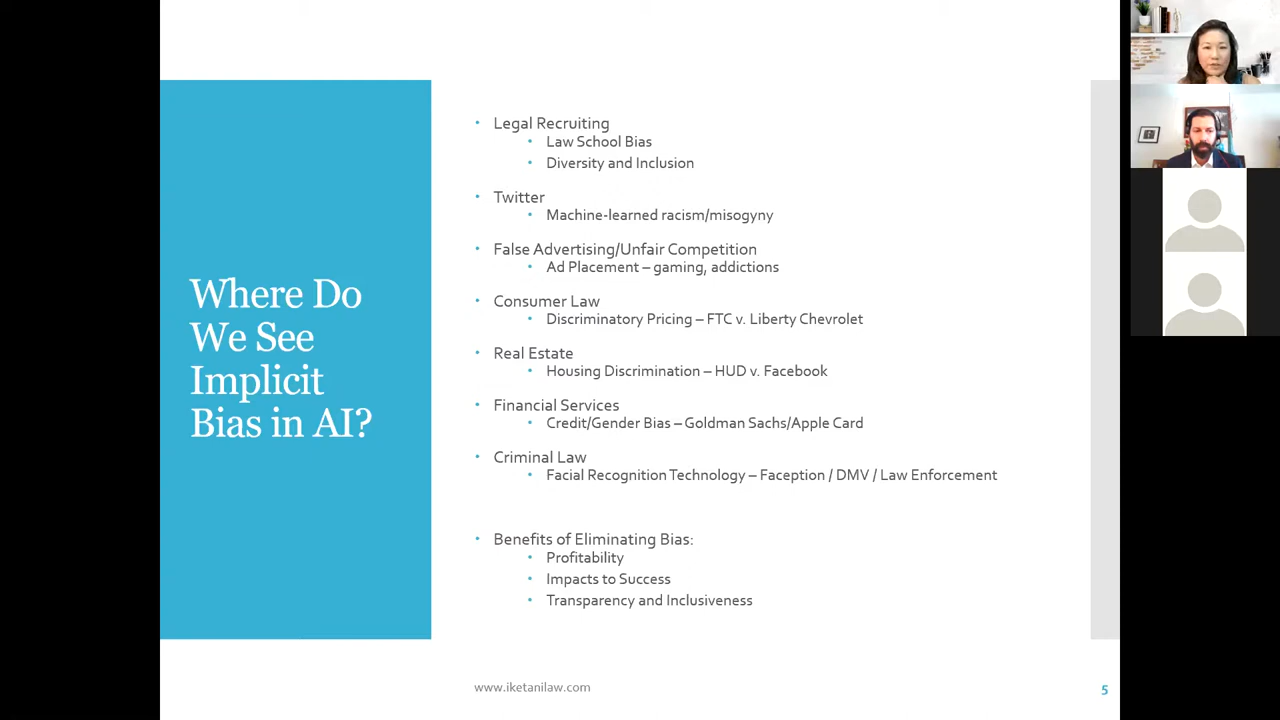 Where Do
We See
Implicit
Bias in AI?
Legal Recruiting
Law School Bias
Diversity and Inclusion
Twitter
Machine-learned racism/misogyny
False Advertising/Unfair Competition
Ad Placement – gaming, addictions
Consumer Law
Discriminatory Pricing – FTC v. Liberty Chevrolet
Real Estate
Housing Discrimination – HUD v. Facebook
Financial Services
Credit/Gender Bias – Goldman Sachs/Apple Card
Criminal Law
Facial Recognition Technology – Faception / DMV / Law Enforcement
Benefits of Eliminating Bias:
Profitability
Impacts to Success
Transparency and Inclusiveness
www.iketanilaw.com
5